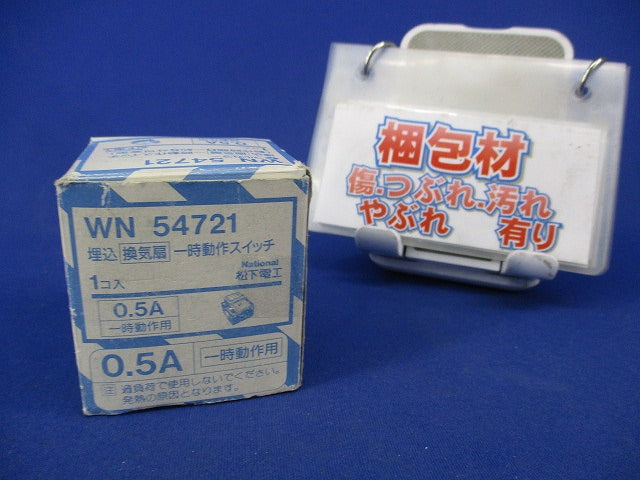 WN 54721
WN 54721
埋込 換気扇 一時動作スイッチ
National
1コ入 松下電工
0.5A
一時動作用
0.5A 一時動作用
注 過負荷で使用しないでください。
発熱の原因となります。
梱包材
傷.つぶれ.汚れ
やぶれ 有り